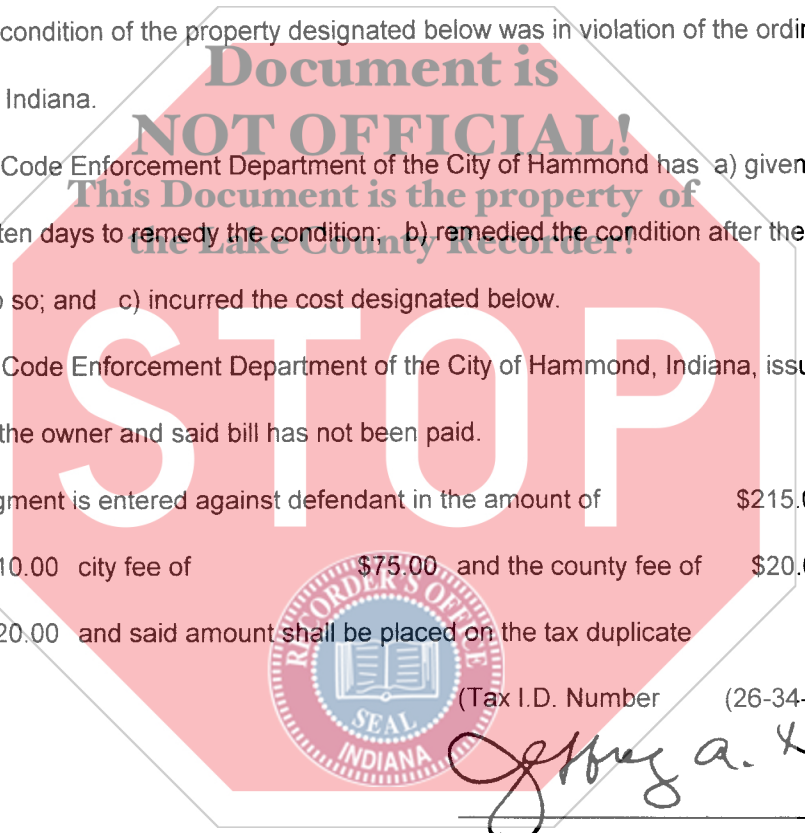 condition of the property designated below was in violation of the
Document is
Indiana.
NOT OFFICIAL!
Code Enforcement Department of the City of Hammond has a) given
This Document is the property of
ten days to remedy the condition; b) remedied the condition after the
the Lake County Recorder!
so; and c) incurred the cost designated below.
STOP
Code Enforcement Department of the City of Hammond, Indiana,
the owner and said bill has not been paid.
is entered against defendant in the amount of $215.
10.00 city fee of $75.00 and the county fee of $20.
20.00 and said amount shall be placed on the tax duplicate
RECORDER'S OFFICE
SEAL
INDIANA
(Tax I.D. Number (26-34-
Jeffrey A.